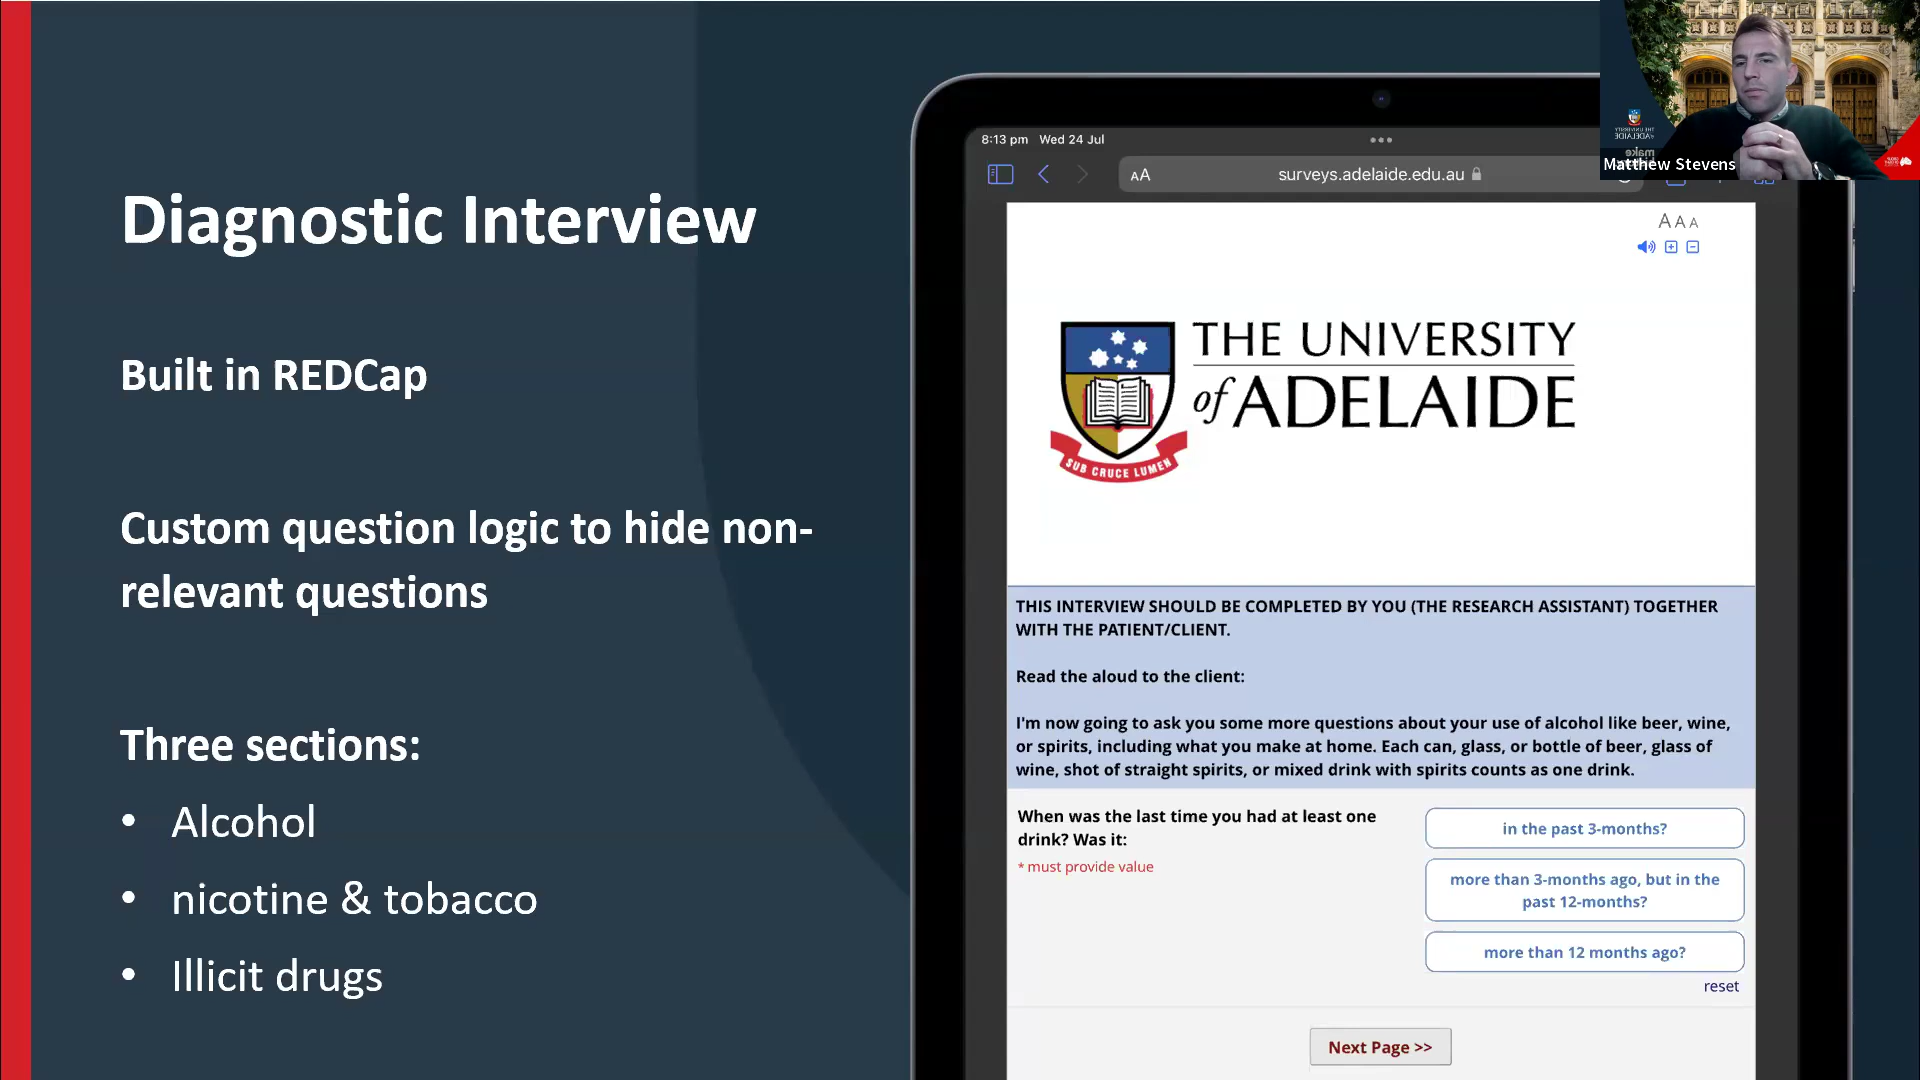 Diagnostic Interview
Built in REDCap
Custom question logic to hide non-
relevant questions
Three sections:
• Alcohol
• nicotine & tobacco
• Illicit drugs
8:13 pm Wed 24 Jul
AA
surveys.adelaide.edu.au
A A A
THE UNIVERSITY
of ADELAIDE
SUB CRUCE LUMEN
THIS INTERVIEW SHOULD BE COMPLETED BY YOU (THE RESEARCH ASSISTANT) TOGETHER
WITH THE PATIENT/CLIENT.
Read the aloud to the client:
I'm now going to ask you some more questions about your use of alcohol like beer, wine,
or spirits, including what you make at home. Each can, glass, or bottle of beer, glass of
wine, shot of straight spirits, or mixed drink with spirits counts as one drink.
When was the last time you had at least one
drink? Was it:
* must provide value
in the past 3-months?
more than 3-months ago, but in the
past 12-months?
more than 12 months ago?
reset
Next Page >>
THE UNIVERSITY
of ADELAIDE
make
Matthew Stevens